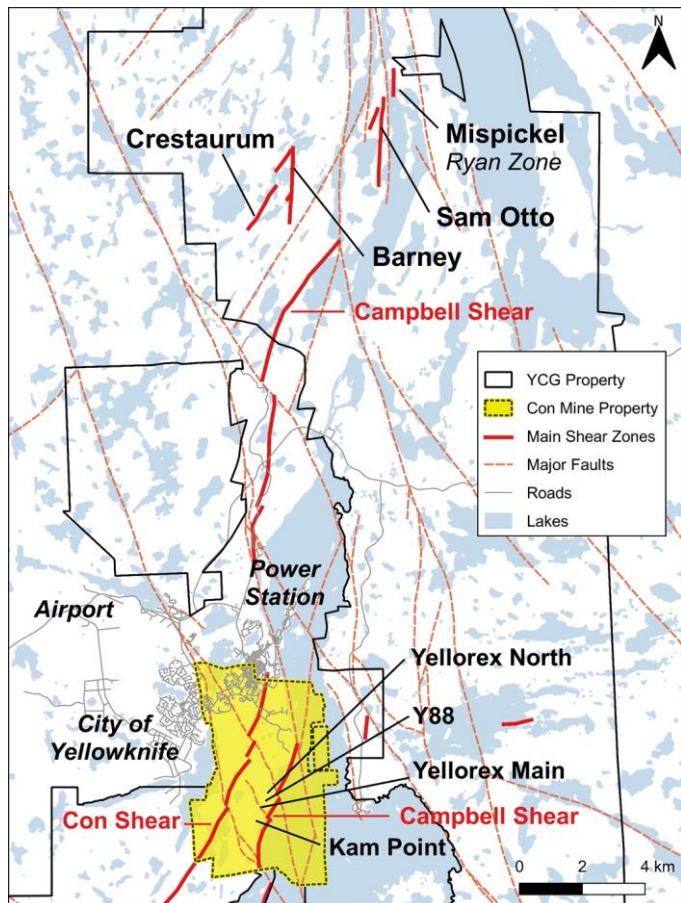 N
Crestaurum
Mispickel
Ryan Zone
Sam Otto
Barney
Campbell Shear
YCG Property
Con Mine Property
Main Shear Zones
Major Faults
Roads
Lakes
Power
Station
Airport
Yellorex North
City of
Yellowknife
Y88
Yellorex Main
Con Shear
Campbell Shear
Kam Point
0 2 4 km